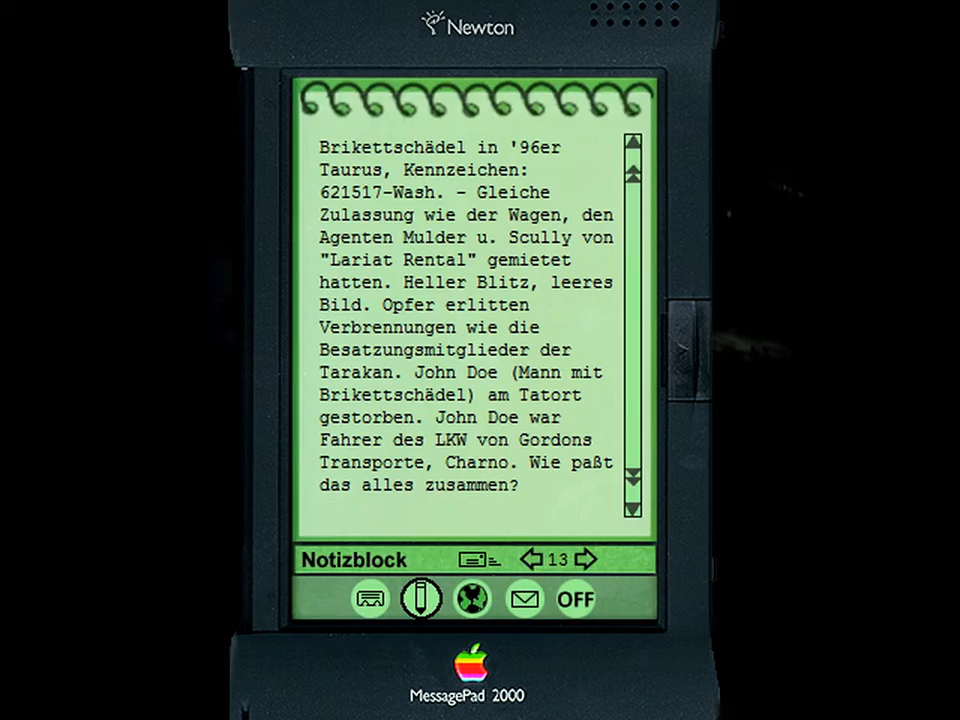 Newton
Brikettschädel in '96er
Taurus, Kennzeichen:
621517-Wash. - Gleiche
Zulassung wie der Wagen, den
Agenten Mulder u. Scully von
"Lariat Rental" gemietet
hatten. Heller Blitz, leeres
Bild. Opfer erlitten
Verbrennungen wie die
Besatzungsmitglieder der
Tarakan. John Doe (Mann mit
Brikettschädel) am Tatort
gestorben. John Doe war
Fahrer des LKW von Gordons
Transporte, Charno. Wie paßt
das alles zusammen?
Notizblock 13
OFF
MessagePad 2000